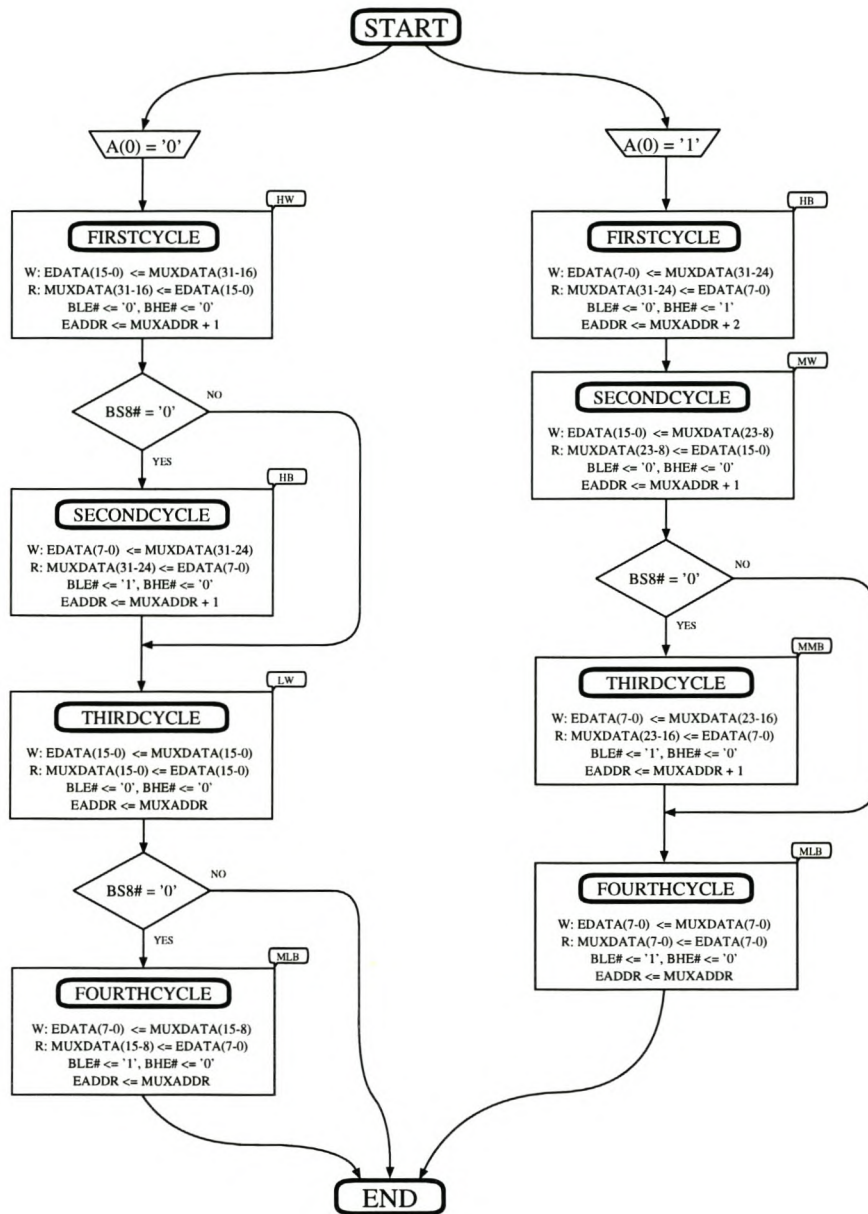 START
A(0) = '0'
HW
FIRSTCYCLE
W: EDATA(15-0) <= MUXDATA(31-16)
R: MUXDATA(31-16) <= EDATA(15-0)
BLE# <= '0', BHE# <= '0'
EADDR <= MUXADDR + 1
BS8# = '0'
NO
YES
HB
SECONDCYCLE
W: EDATA(7-0) <= MUXDATA(31-24)
R: MUXDATA(31-24) <= EDATA(7-0)
BLE# <= '1', BHE# <= '0'
EADDR <= MUXADDR + 1
LW
THIRDCYCLE
W: EDATA(15-0) <= MUXDATA(15-0)
R: MUXDATA(15-0) <= EDATA(15-0)
BLE# <= '0', BHE# <= '0'
EADDR <= MUXADDR
BS8# = '0'
NO
YES
MLB
FOURTHCYCLE
W: EDATA(7-0) <= MUXDATA(15-8)
R: MUXDATA(15-8) <= EDATA(7-0)
BLE# <= '1', BHE# <= '0'
EADDR <= MUXADDR
A(0) = '1'
HB
FIRSTCYCLE
W: EDATA(7-0) <= MUXDATA(31-24)
R: MUXDATA(31-24) <= EDATA(7-0)
BLE# <= '0', BHE# <= '1'
EADDR <= MUXADDR + 2
MW
SECONDCYCLE
W: EDATA(15-0) <= MUXDATA(23-8)
R: MUXDATA(23-8) <= EDATA(15-0)
BLE# <= '0', BHE# <= '0'
EADDR <= MUXADDR + 1
BS8# = '0'
NO
YES
MMB
THIRDCYCLE
W: EDATA(7-0) <= MUXDATA(23-16)
R: MUXDATA(23-16) <= EDATA(7-0)
BLE# <= '1', BHE# <= '0'
EADDR <= MUXADDR + 1
MLB
FOURTHCYCLE
W: EDATA(7-0) <= MUXDATA(7-0)
R: MUXDATA(7-0) <= EDATA(7-0)
BLE# <= '1', BHE# <= '0'
EADDR <= MUXADDR
END